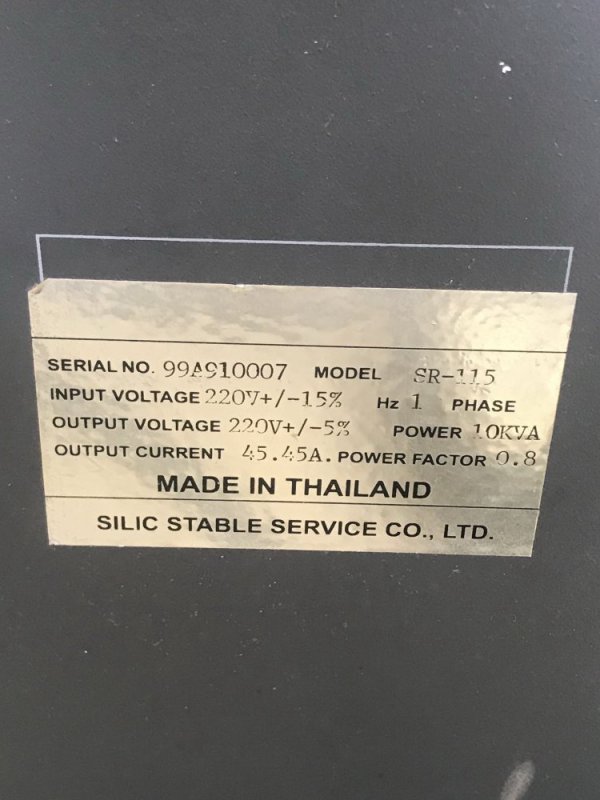 SERIAL NO. 99A910007 MODEL SR-115
INPUT VOLTAGE 220V+/-15% Hz 1 PHASE
OUTPUT VOLTAGE 220V+/-5% POWER 10KVA
OUTPUT CURRENT 45.45A. POWER FACTOR 0.8
MADE IN THAILAND
SILIC STABLE SERVICE CO., LTD.